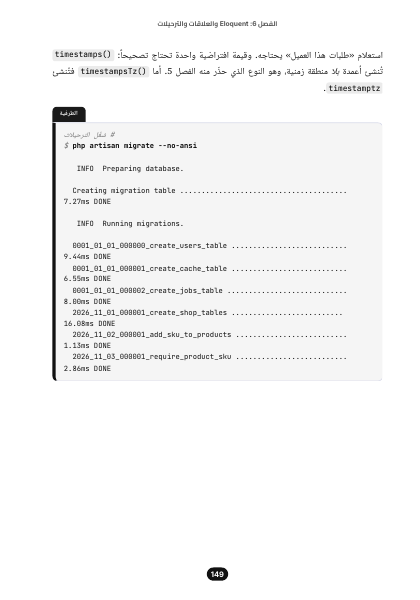 الفصل 6: Eloquent والعلاقات والترحيلات
استعلام «طلبات هذا العميل» يحتاجه. وقيمة افتراضية واحدة تحتاج تصحيحاً: timestamps()
تُنشئ أعمدة بلا منطقة زمنية، وهو النوع الذي حذّر منه الفصل 5. أما timestampsTz() فتُنشئ
timestamptz.
الطرفية
# شغّل الترحيلات
$ php artisan migrate --no-ansi
INFO  Preparing database.
Creating migration table ........................................
7.27ms DONE
INFO  Running migrations.
0001_01_01_000000_create_users_table ...........................
9.44ms DONE
0001_01_01_000001_create_cache_table ...........................
6.55ms DONE
0001_01_01_000002_create_jobs_table ............................
8.00ms DONE
2026_11_01_000001_create_shop_tables ..........................
16.08ms DONE
2026_11_02_000001_add_sku_to_products ..........................
1.13ms DONE
2026_11_03_000001_require_product_sku ..........................
2.86ms DONE
149